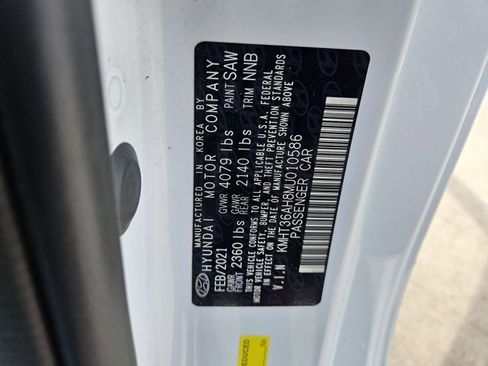 MANUFACTURED IN KOREA BY
HYUNDAI MOTOR COMPANY
FEB/2021 GVWR 4079 lbs PAINT SAW
GAWR FRONT 2360 lbs GAWR REAR 2140 lbs TRIM NNB
THIS VEHICLE CONFORMS TO ALL APPLICABLE U.S.A. FEDERAL
MOTOR VEHICLE SAFETY, BUMPER, AND THEFT PREVENTION STANDARDS
IN EFFECT ON THE DATE OF MANUFACTURE SHOWN ABOVE
V.I.N KMHT36AH8MU010586
PASSENGER CAR
REDUCED